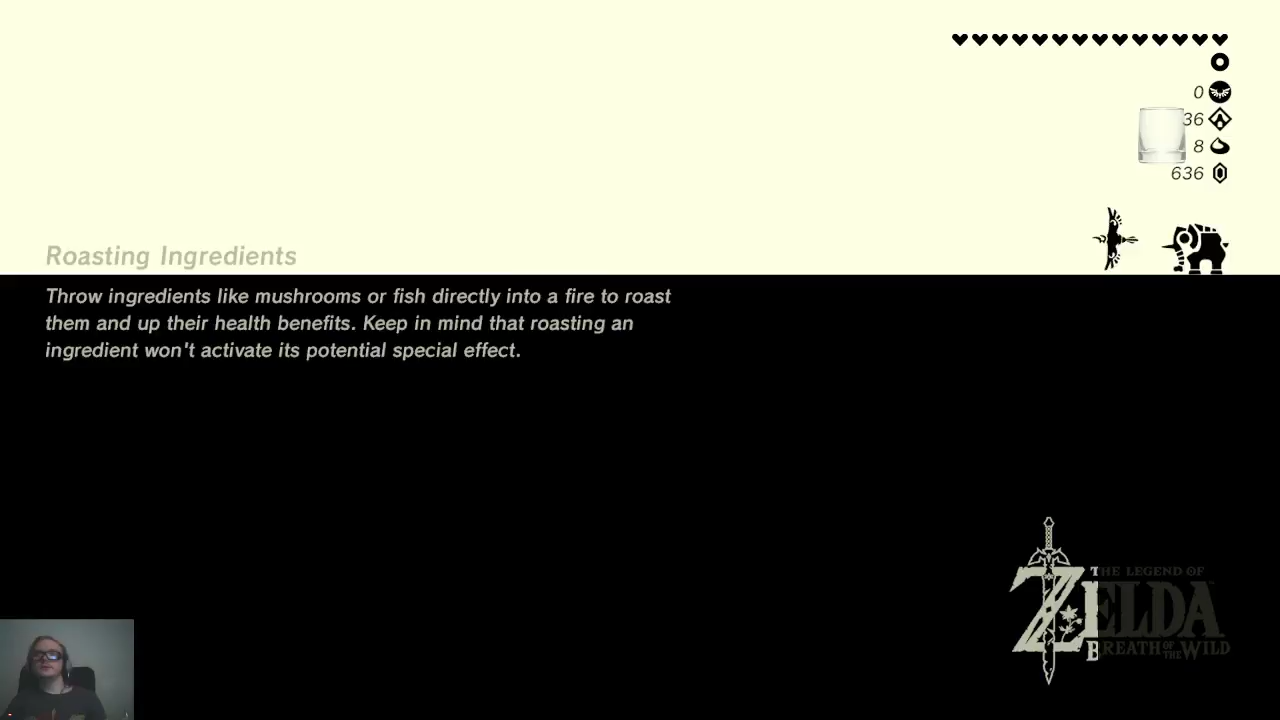 0
36
8
636
Roasting Ingredients
Throw ingredients like mushrooms or fish directly into a fire to roast
them and up their health benefits. Keep in mind that roasting an
ingredient won't activate its potential special effect.
THE LEGEND OF
ZELDA
BREATH OF THE WILD